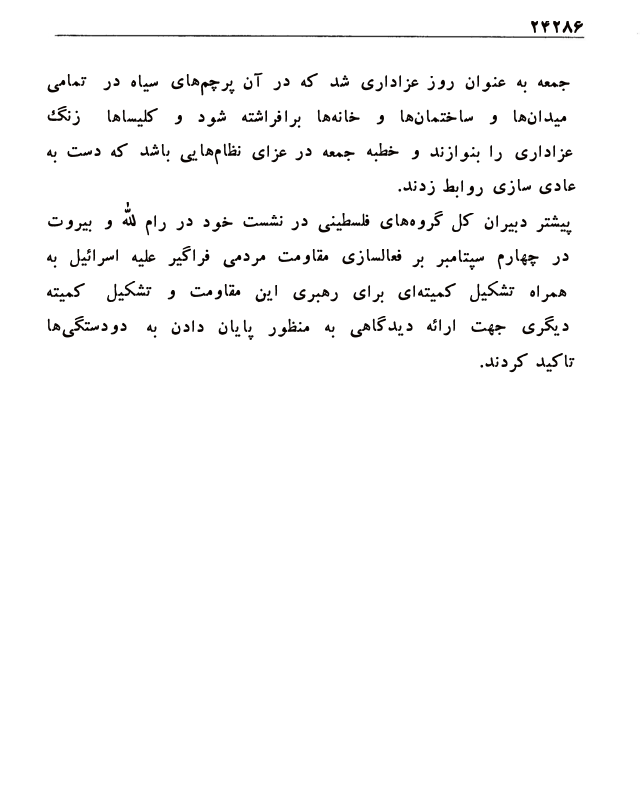 ۲۴۲۸۶
جمعه به عنوان روز عزاداری شد که در آن پرچم‌های سیاه در تمامی
میدان‌ها و ساختمان‌ها و خانه‌ها برافراشته شود و کلیساها زنگ
عزاداری را بنوازند و خطبه جمعه در عزای نظام‌هایی باشد که دست به
عادی سازی روابط زدند.
پیشتر دبیران کل گروه‌های فلسطینی در نشست خود در رام الله و بیروت
در چهارم سپتامبر بر فعالسازی مقاومت مردمی فراگیر علیه اسرائیل به
همراه تشکیل کمیته‌ای برای رهبری این مقاومت و تشکیل کمیته
دیگری جهت ارائه دیدگاهی به منظور پایان دادن به دودستگی‌ها
تاکید کردند.